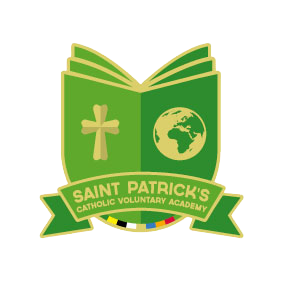 SAINT PATRICK'S
CATHOLIC VOLUNTARY ACADEMY